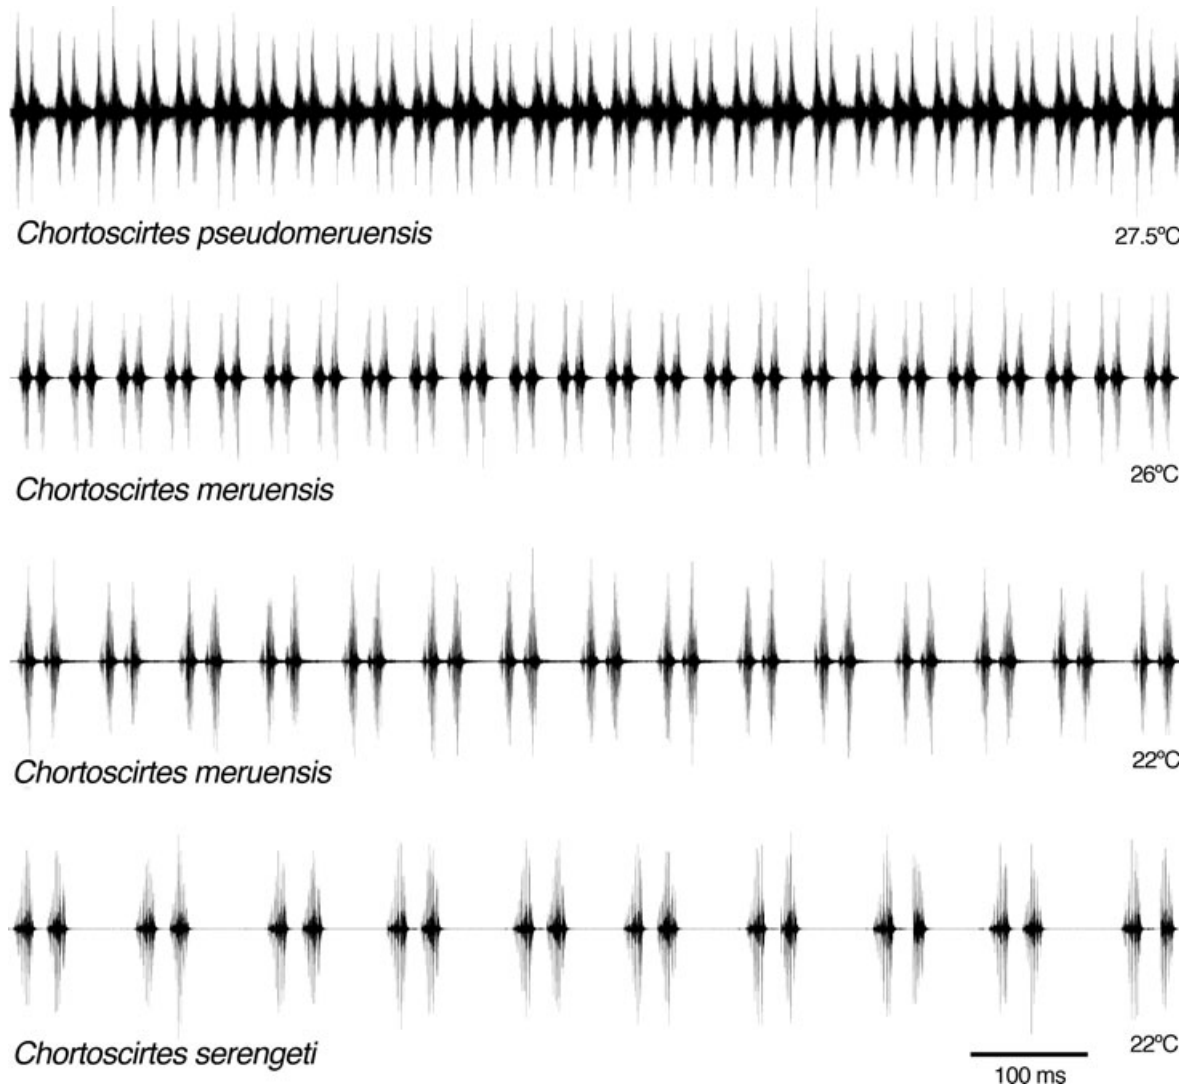 Chortoscirtes pseudomeruensis
27.5ºC
Chortoscirtes meruensis
26ºC
Chortoscirtes meruensis
22ºC
Chortoscirtes serengeti
22ºC
100 ms